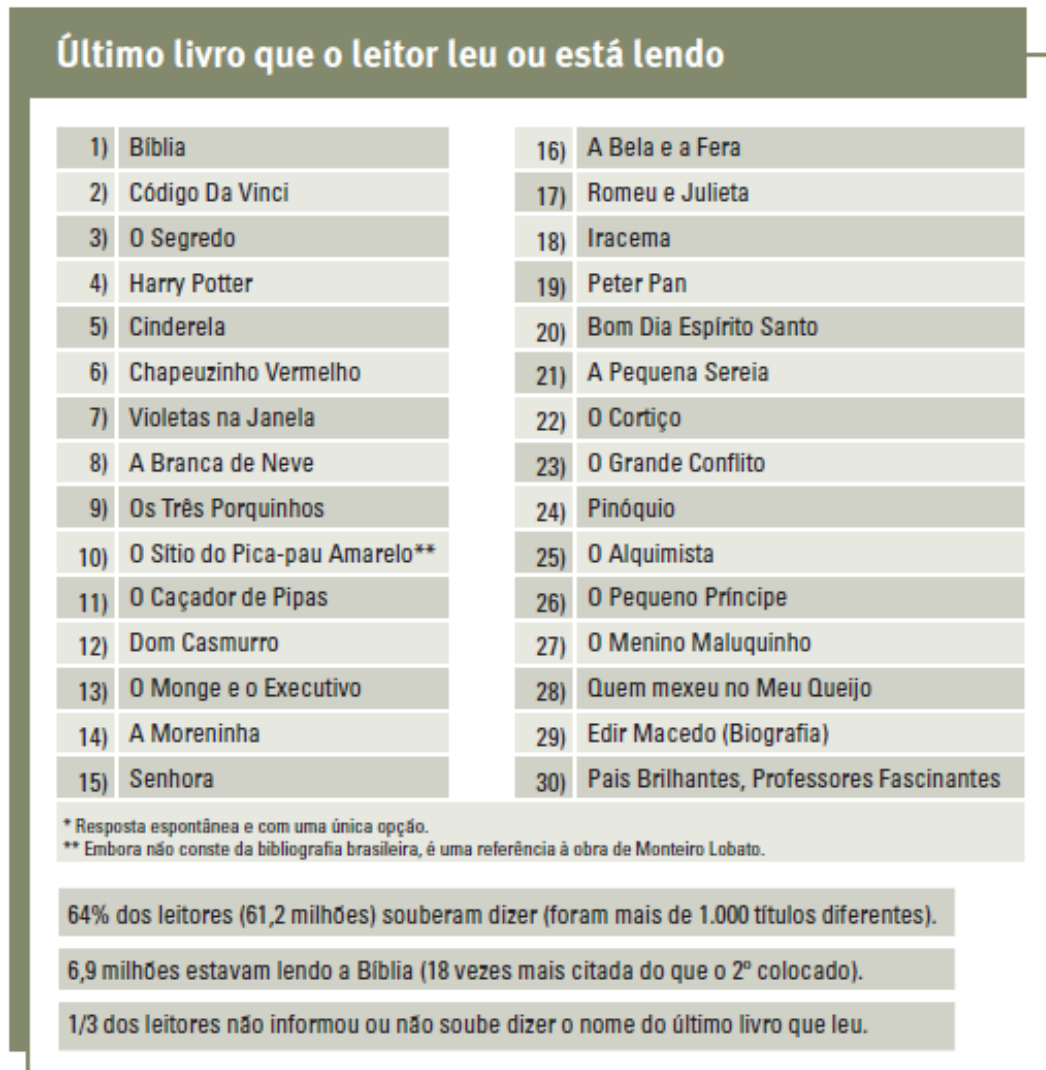 Último livro que o leitor leu ou está lendo
1) Bíblia
2) Código Da Vinci
3) O Segredo
4) Harry Potter
5) Cinderela
6) Chapeuzinho Vermelho
7) Violetas na Janela
8) A Branca de Neve
9) Os Três Porquinhos
10) O Sítio do Pica-pau Amarelo**
11) O Caçador de Pipas
12) Dom Casmurro
13) O Monge e o Executivo
14) A Moreninha
15) Senhora
16) A Bela e a Fera
17) Romeu e Julieta
18) Iracema
19) Peter Pan
20) Bom Dia Espírito Santo
21) A Pequena Sereia
22) O Cortiço
23) O Grande Conflito
24) Pinóquio
25) O Alquimista
26) O Pequeno Príncipe
27) O Menino Maluquinho
28) Quem mexeu no Meu Queijo
29) Edir Macedo (Biografia)
30) Pais Brilhantes, Professores Fascinantes
* Resposta espontânea e com uma única opção.
** Embora não conste da bibliografia brasileira, é uma referência à obra de Monteiro Lobato.
64% dos leitores (61,2 milhões) souberam dizer (foram mais de 1.000 títulos diferentes).
6,9 milhões estavam lendo a Bíblia (18 vezes mais citada do que o 2º colocado).
1/3 dos leitores não informou ou não soube dizer o nome do último livro que leu.